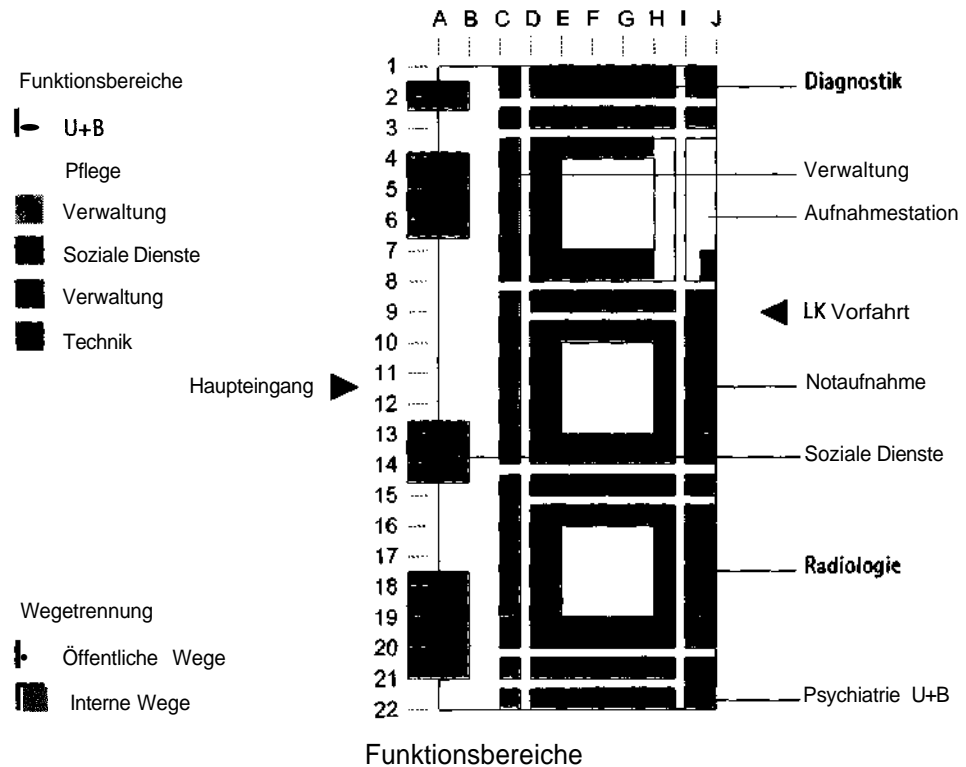 A B C D E F G H I J
Funktionsbereiche
U+B
Pflege
Verwaltung
Soziale Dienste
Verwaltung
Technik
Haupteingang
Wegetrennung
Öffentliche Wege
Interne Wege
1
2
3
4
5
6
7
8
9
10
11
12
13
14
15
16
17
18
19
20
21
22
Diagnostik
Verwaltung
Aufnahmestation
LK Vorfahrt
Notaufnahme
Soziale Dienste
Radiologie
Psychiatrie U+B
Funktionsbereiche